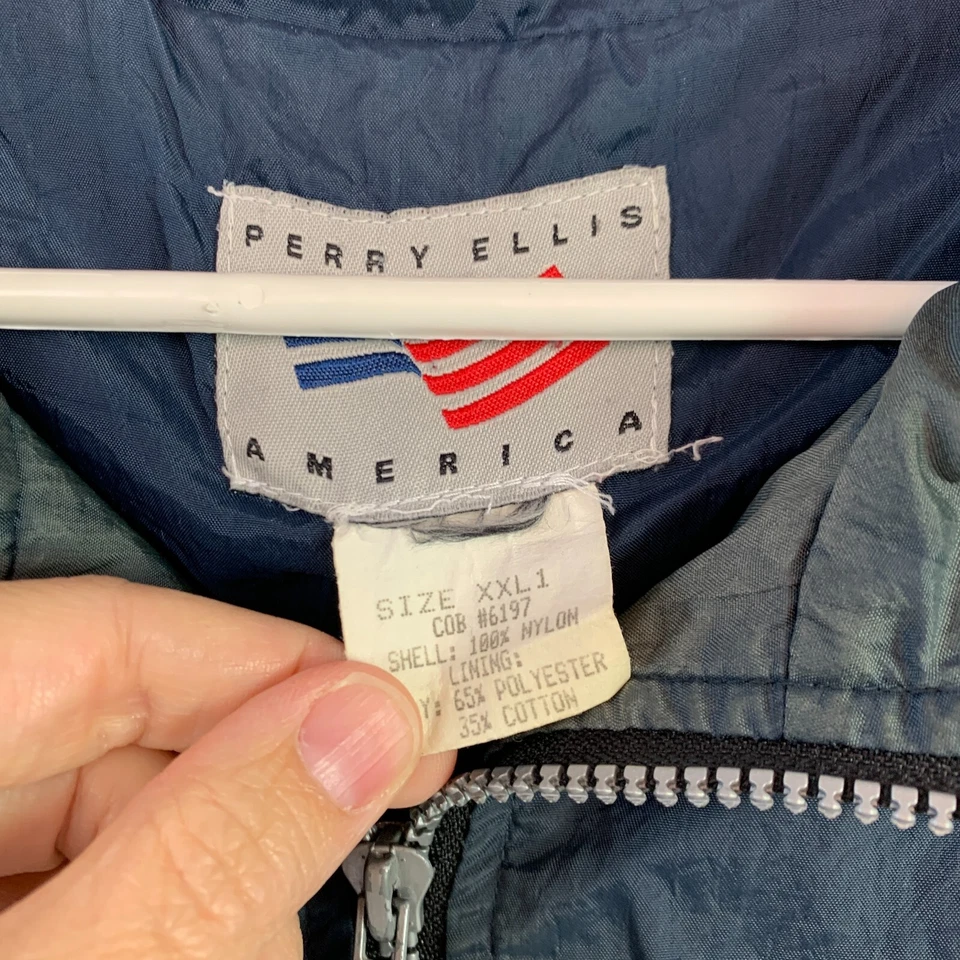 PERRY ELLIS
AMERICA
SIZE XXL1
COB #6197
SHELL: 100% NYLON
LINING:
Y: 65% POLYESTER
35% COTTON